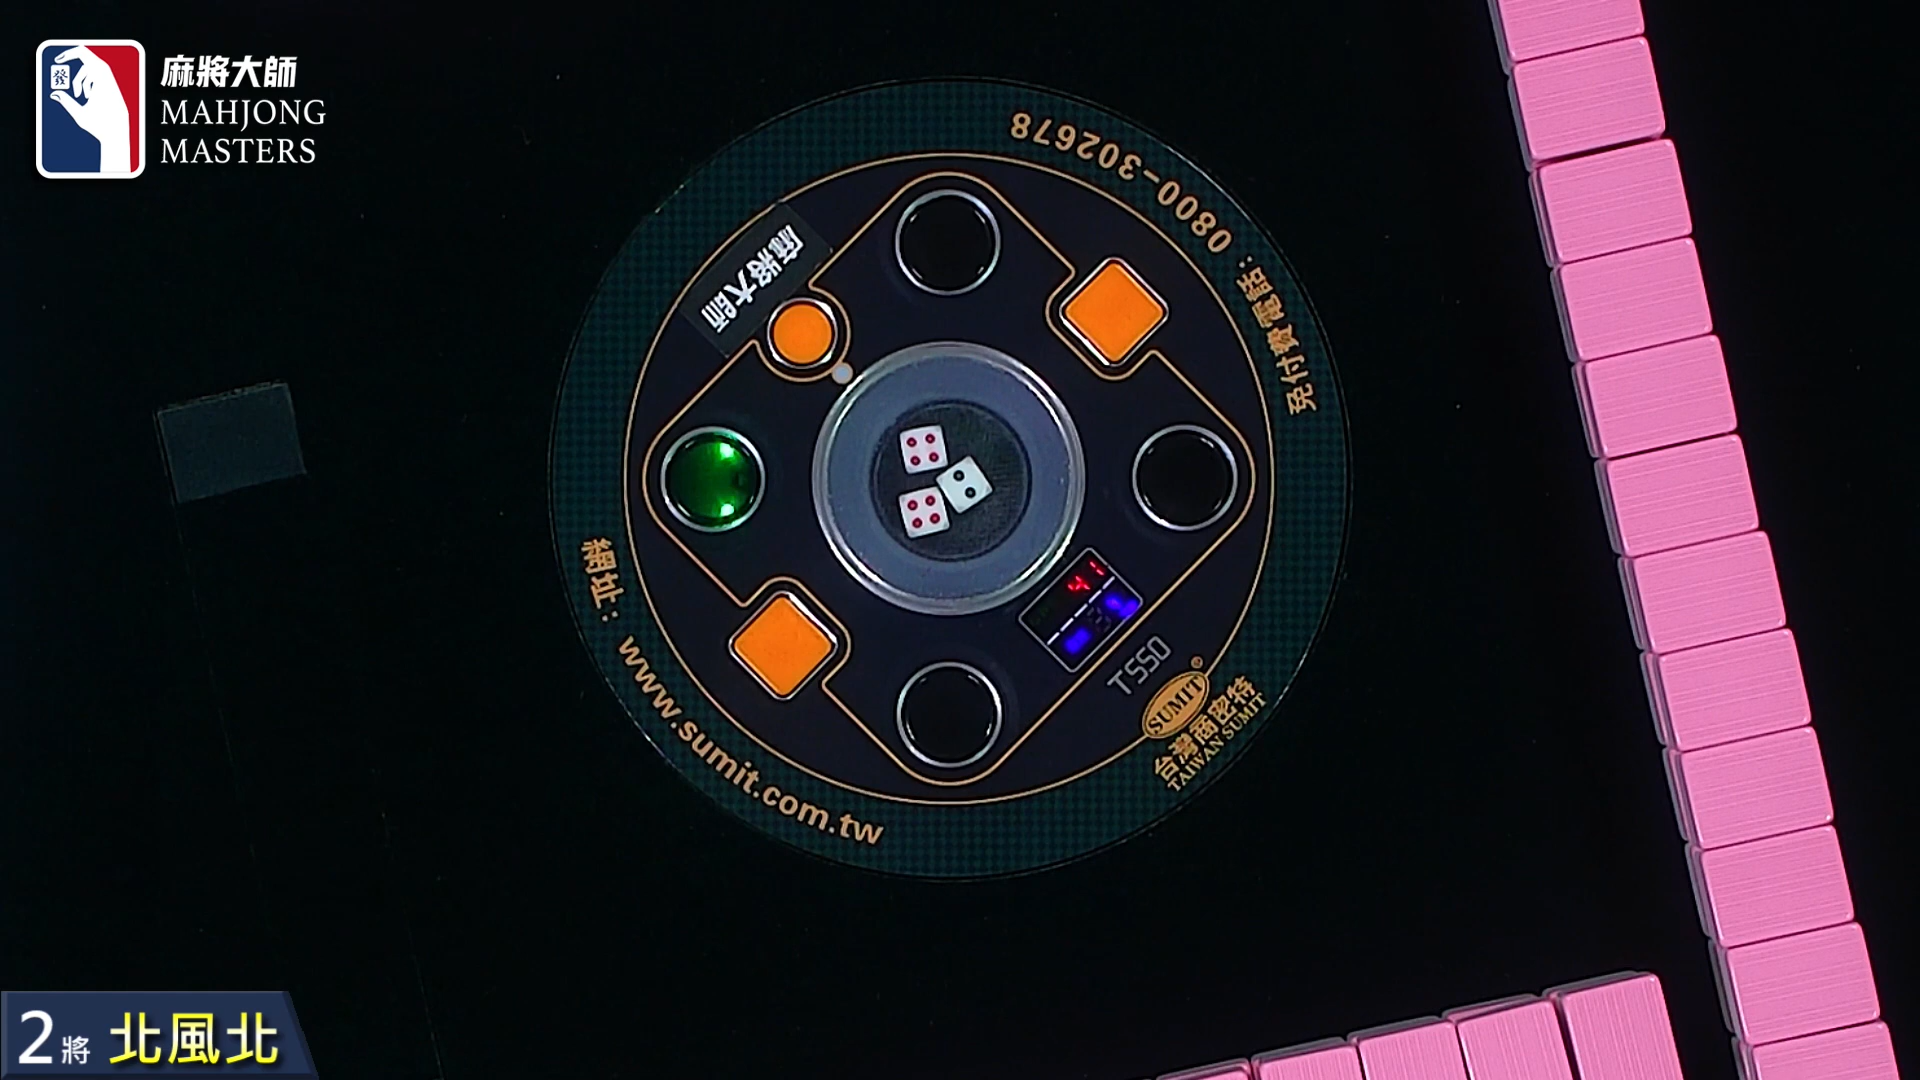 麻將大師
MAHJONG
MASTERS
0800-302678
免付費電話:
麻將大師
網址: www.sumit.com.tw
T550
SUMIT®
台灣商密特
TAIWAN SUMIT
2將 北風北